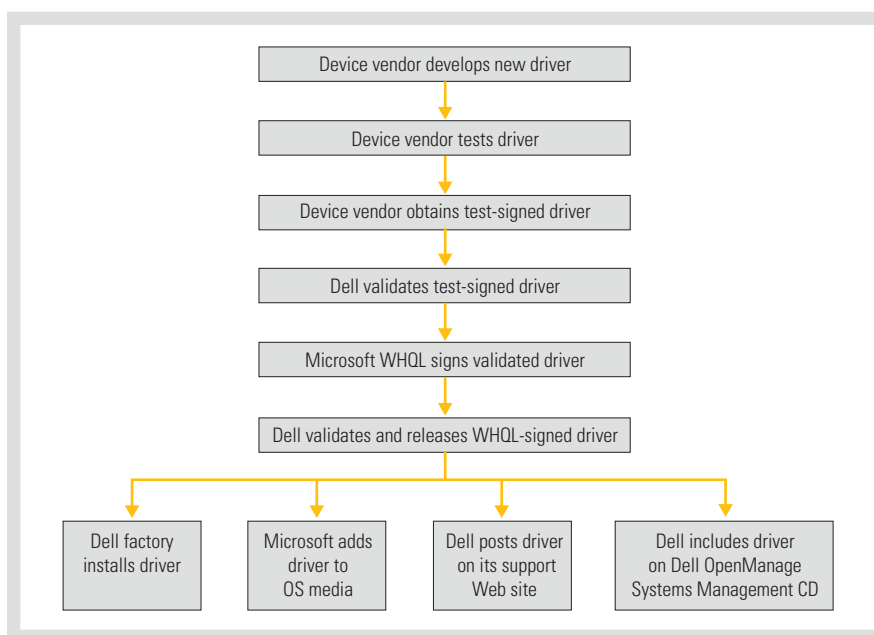 Device vendor develops new driver
Device vendor tests driver
Device vendor obtains test-signed driver
Dell validates test-signed driver
Microsoft WHQL signs validated driver
Dell validates and releases WHQL-signed driver
Dell factory
installs driver
Microsoft adds
driver to
OS media
Dell posts driver
on its support
Web site
Dell includes driver
on Dell OpenManage
Systems Management CD